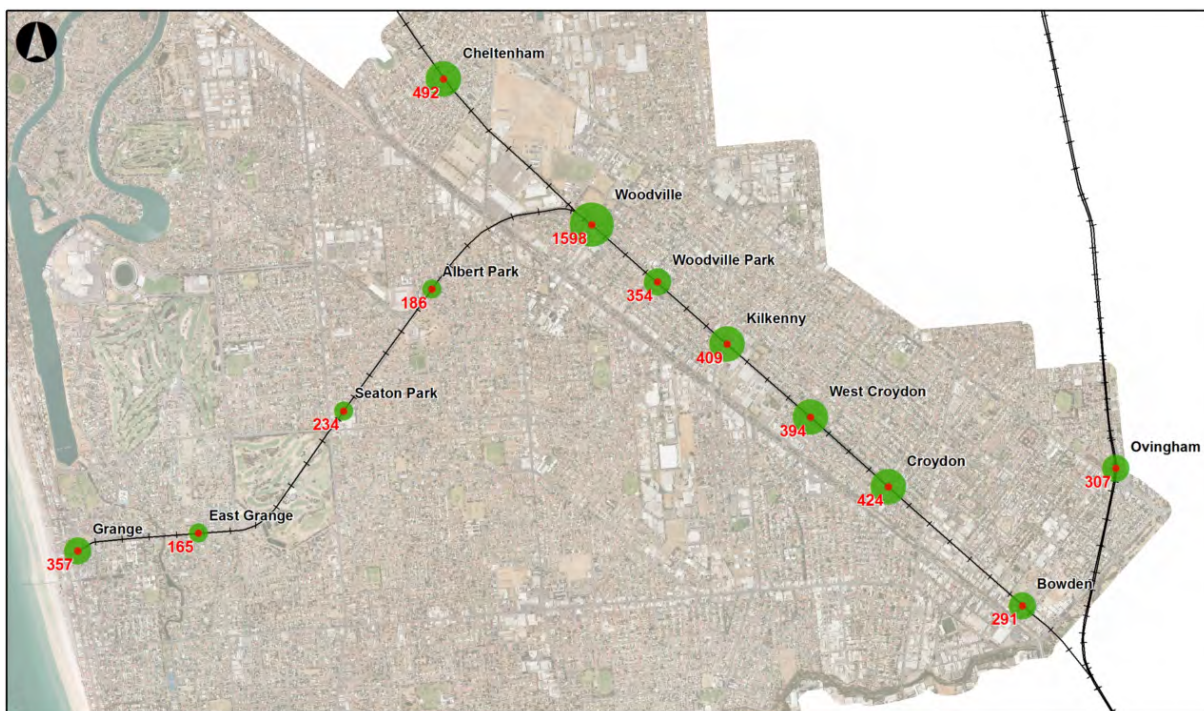 Cheltenham
492
Woodville
1598
Woodville Park
354
Albert Park
186
Kilkenny
409
Seaton Park
234
West Croydon
394
Croydon
424
Ovingham
307
East Grange
165
Grange
357
Bowden
291